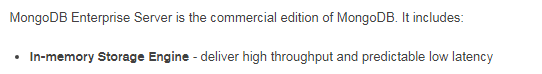 MongoDB Enterprise Server is the commercial edition of MongoDB. It includes:
• In-memory Storage Engine - deliver high throughput and predictable low latency